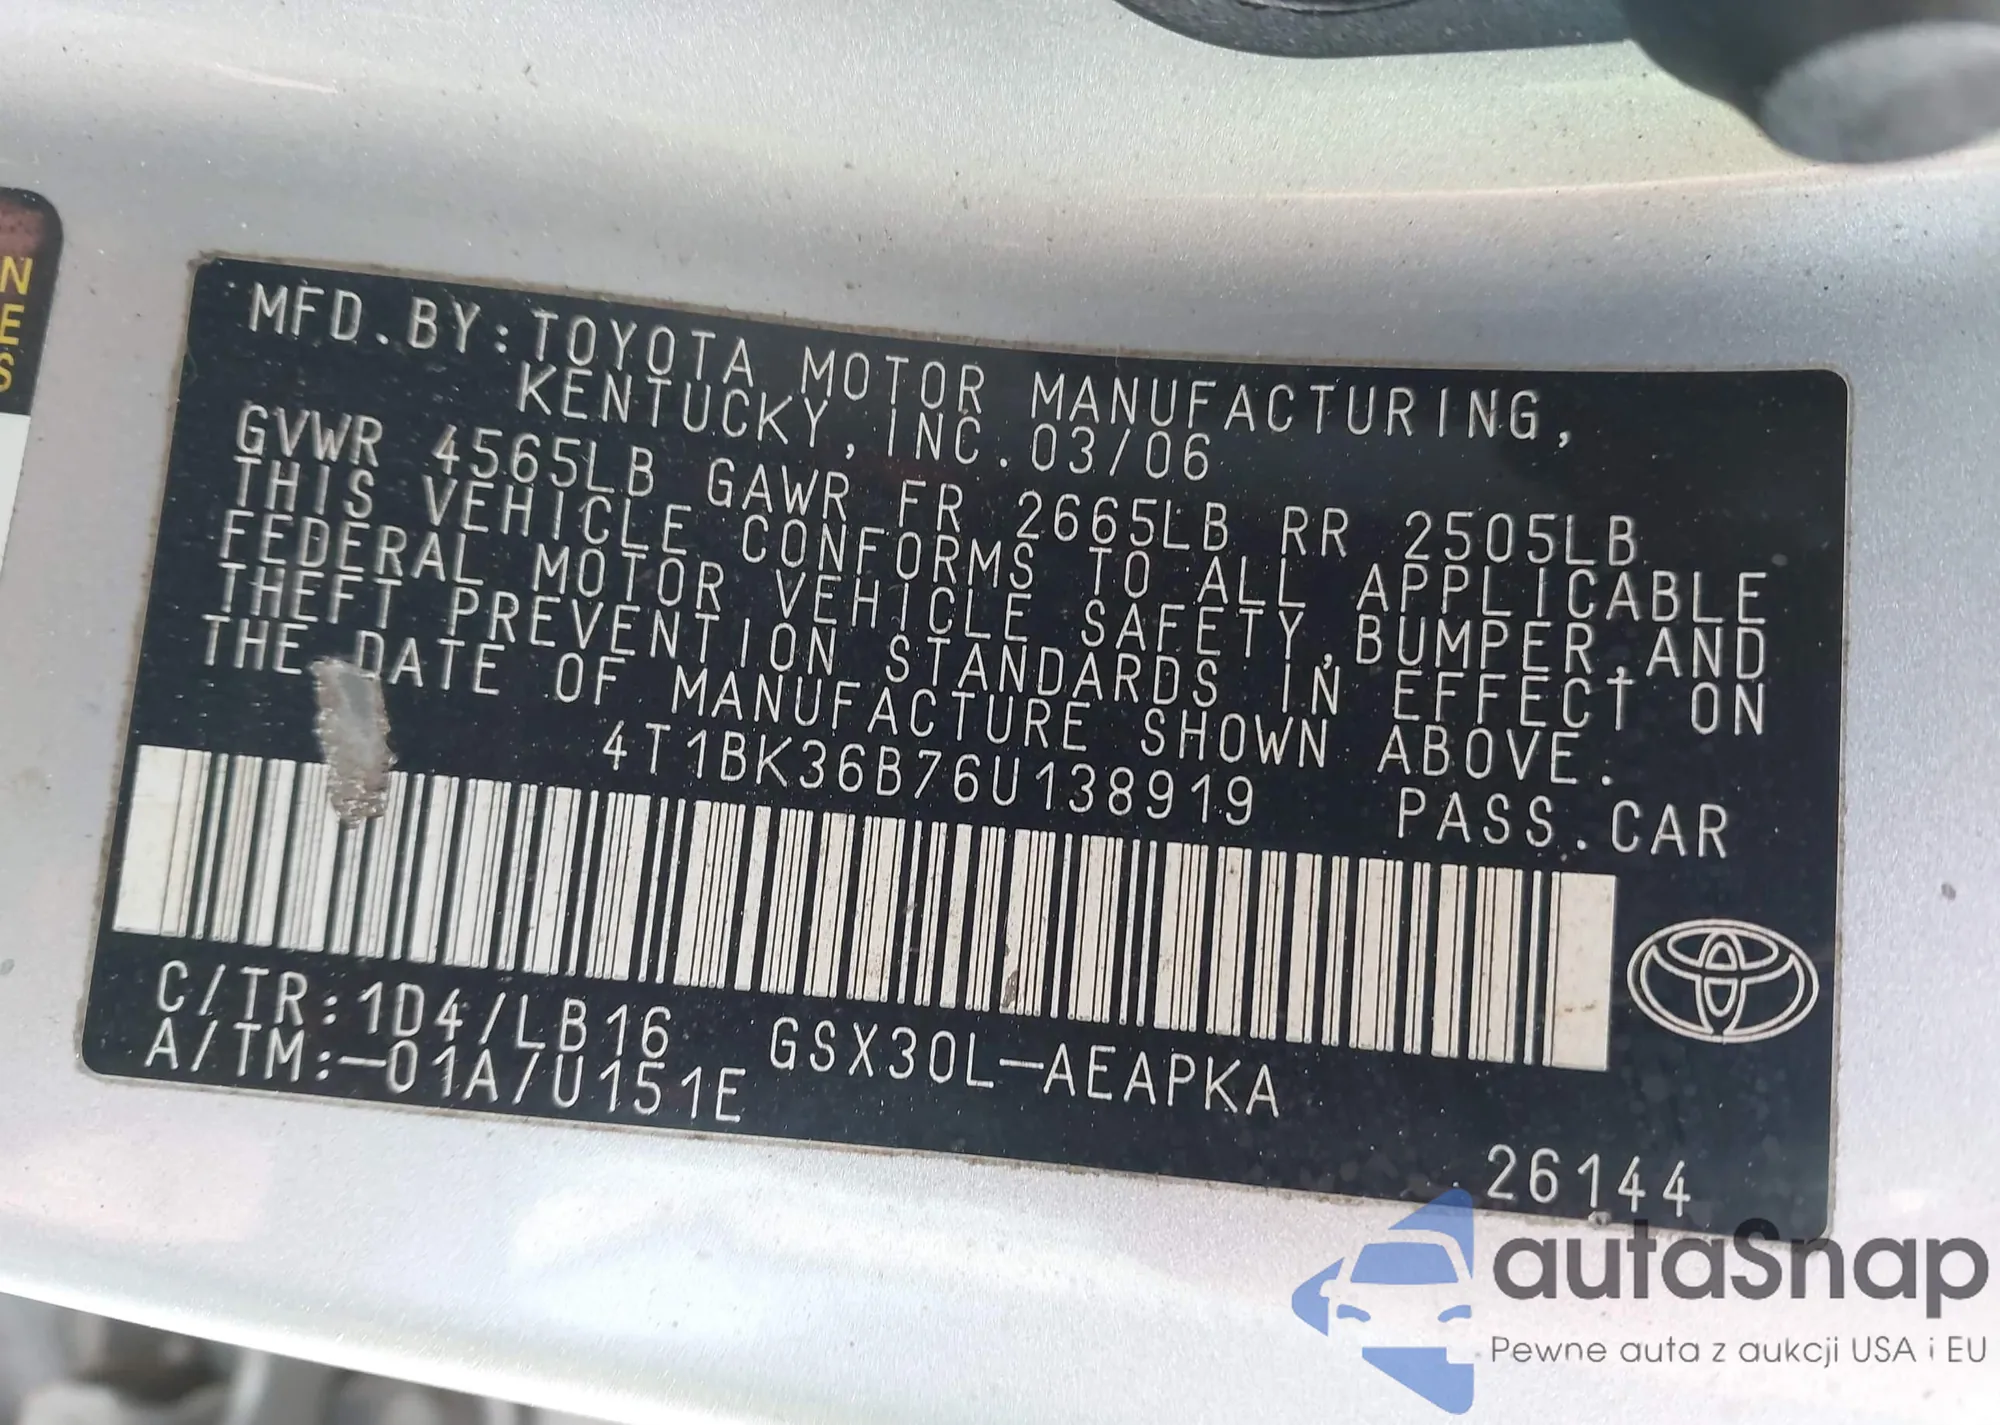 N
E
S
MFD.BY:TOYOTA MOTOR MANUFACTURING,
KENTUCKY,INC.03/06
GVWR 4565LB GAWR FR 2665LB RR 2505LB
THIS VEHICLE CONFORMS TO ALL APPLICABLE
FEDERAL MOTOR VEHICLE SAFETY,BUMPER,AND
THEFT PREVENTION STANDARDS IN EFFECT ON
THE DATE OF MANUFACTURE SHOWN ABOVE.
4T1BK36B76U138919 PASS.CAR
C/TR:1D4/LB16 GSX30L-AEAPKA
A/TM:-01A/U151E
26144
autaSnap
Pewne auta z aukcji USA i EU